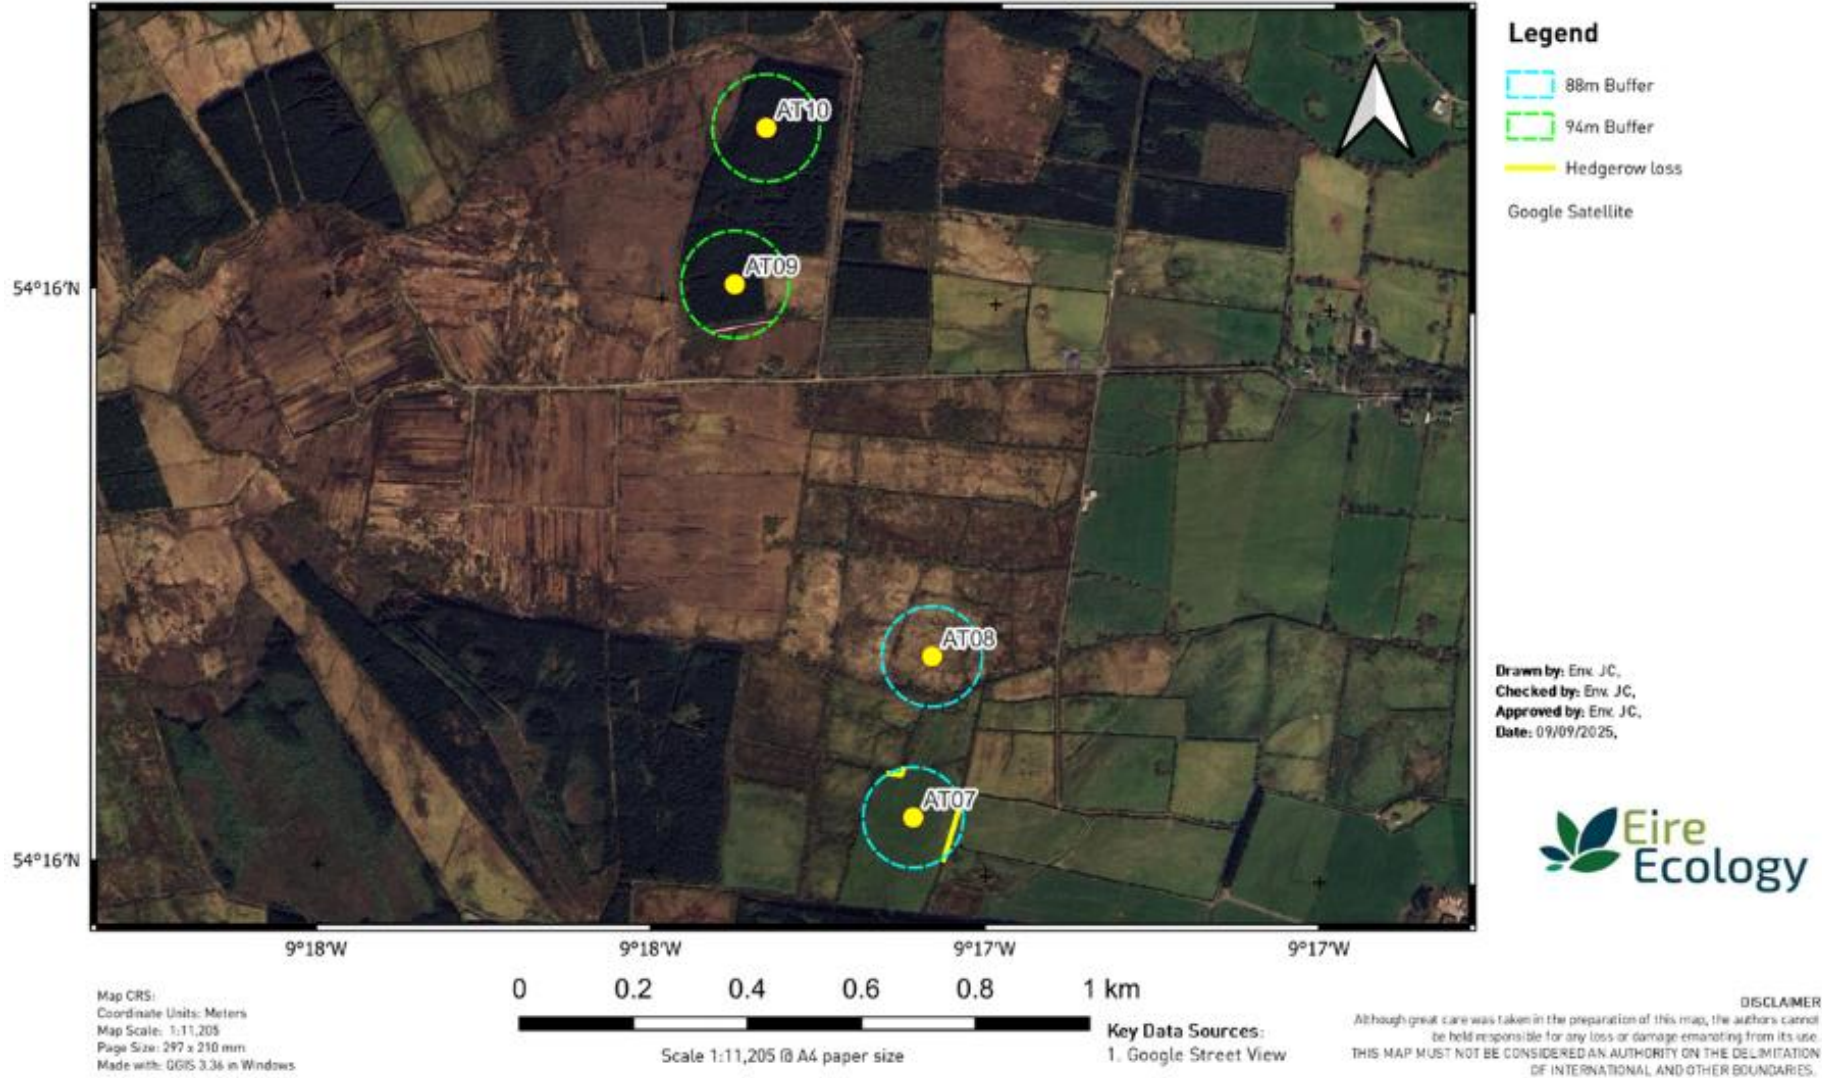 AT10
AT09
AT08
AT07
54°16'N
54°16'N
9°18'W
9°18'W
9°17'W
9°17'W
Legend
88m Buffer
94m Buffer
Hedgerow loss
Google Satellite
Drawn by: Env. JC,
Checked by: Env. JC,
Approved by: Env. JC,
Date: 09/09/2025,
Eire
Ecology
Map CRS:
Coordinate Units: Meters
Map Scale: 1:11,205
Page Size: 297 x 210 mm
Made with: QGIS 3.36 in Windows
0 0.2 0.4 0.6 0.8 1 km
Scale 1:11,205 @ A4 paper size
Key Data Sources:
1. Google Street View
DISCLAIMER
Although great care was taken in the preparation of this map, the authors cannot
be held responsible for any loss or damage emanating from its use.
THIS MAP MUST NOT BE CONSIDERED AN AUTHORITY ON THE DELIMITATION
OF INTERNATIONAL AND OTHER BOUNDARIES.